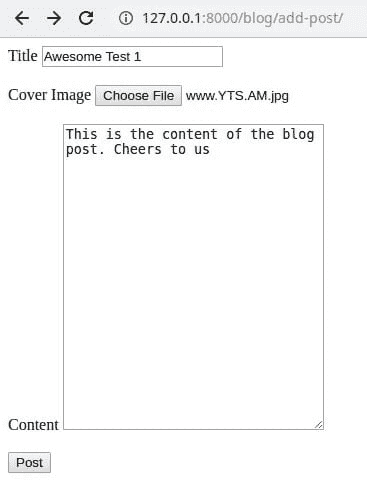 127.0.0.1:8000/blog/add-post/
Title Awesome Test 1
Cover Image Choose File www.YTS.AM.jpg
This is the content of the blog
post. Cheers to us
Content
Post